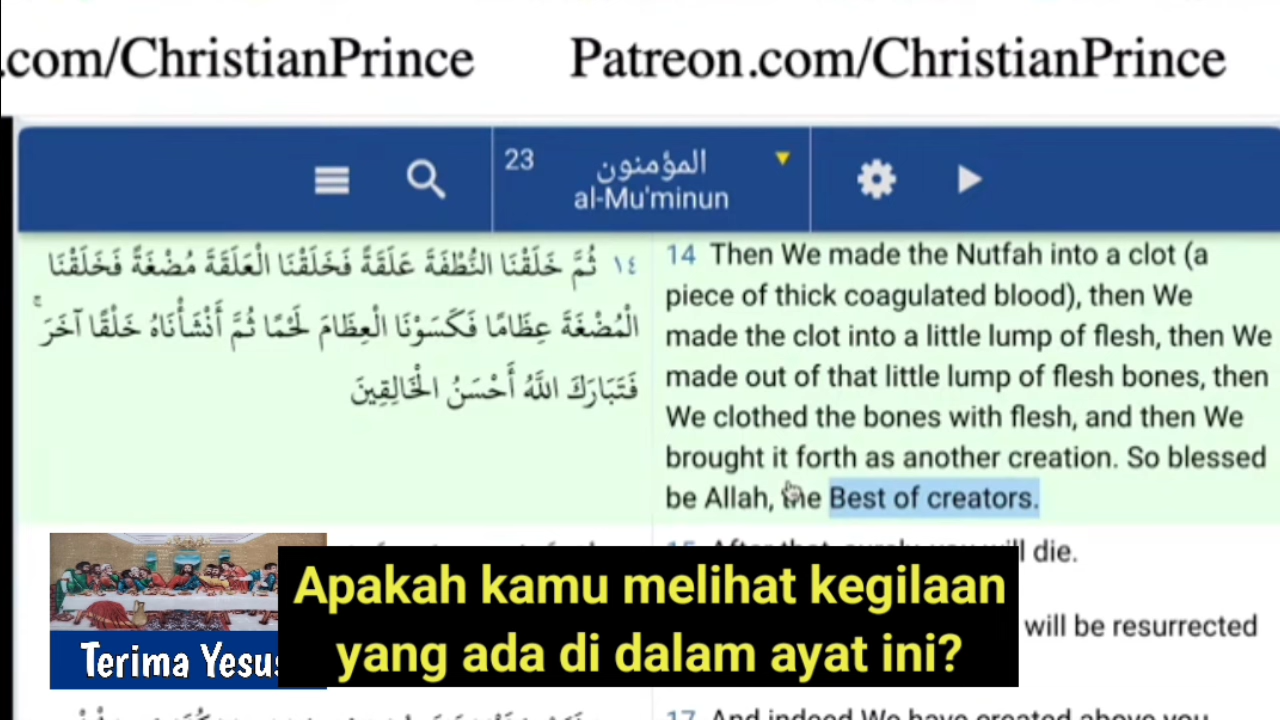 .com/ChristianPrince
Patreon.com/ChristianPrince
23
المؤمنون
al-Mu'minun
١٤ ثُمَّ خَلَقْنَا النُّطْفَةَ عَلَقَةً فَخَلَقْنَا الْعَلَقَةَ مُضْغَةً فَخَلَقْنَا
الْمُضْغَةَ عِظَامًا فَكَسَوْنَا الْعِظَامَ لَحْمًا ثُمَّ أَنْشَأْنَاهُ خَلْقًا آخَرَ ۚ
فَتَبَارَكَ اللَّهُ أَحْسَنُ الْخَالِقِينَ
14 Then We made the Nutfah into a clot (a
piece of thick coagulated blood), then We
made the clot into a little lump of flesh, then We
made out of that little lump of flesh bones, then
We clothed the bones with flesh, and then We
brought it forth as another creation. So blessed
be Allah, the Best of creators.
will die.
will be resurrected
17 And indeed We have created above you
Terima Yesus
Apakah kamu melihat kegilaan
yang ada di dalam ayat ini?